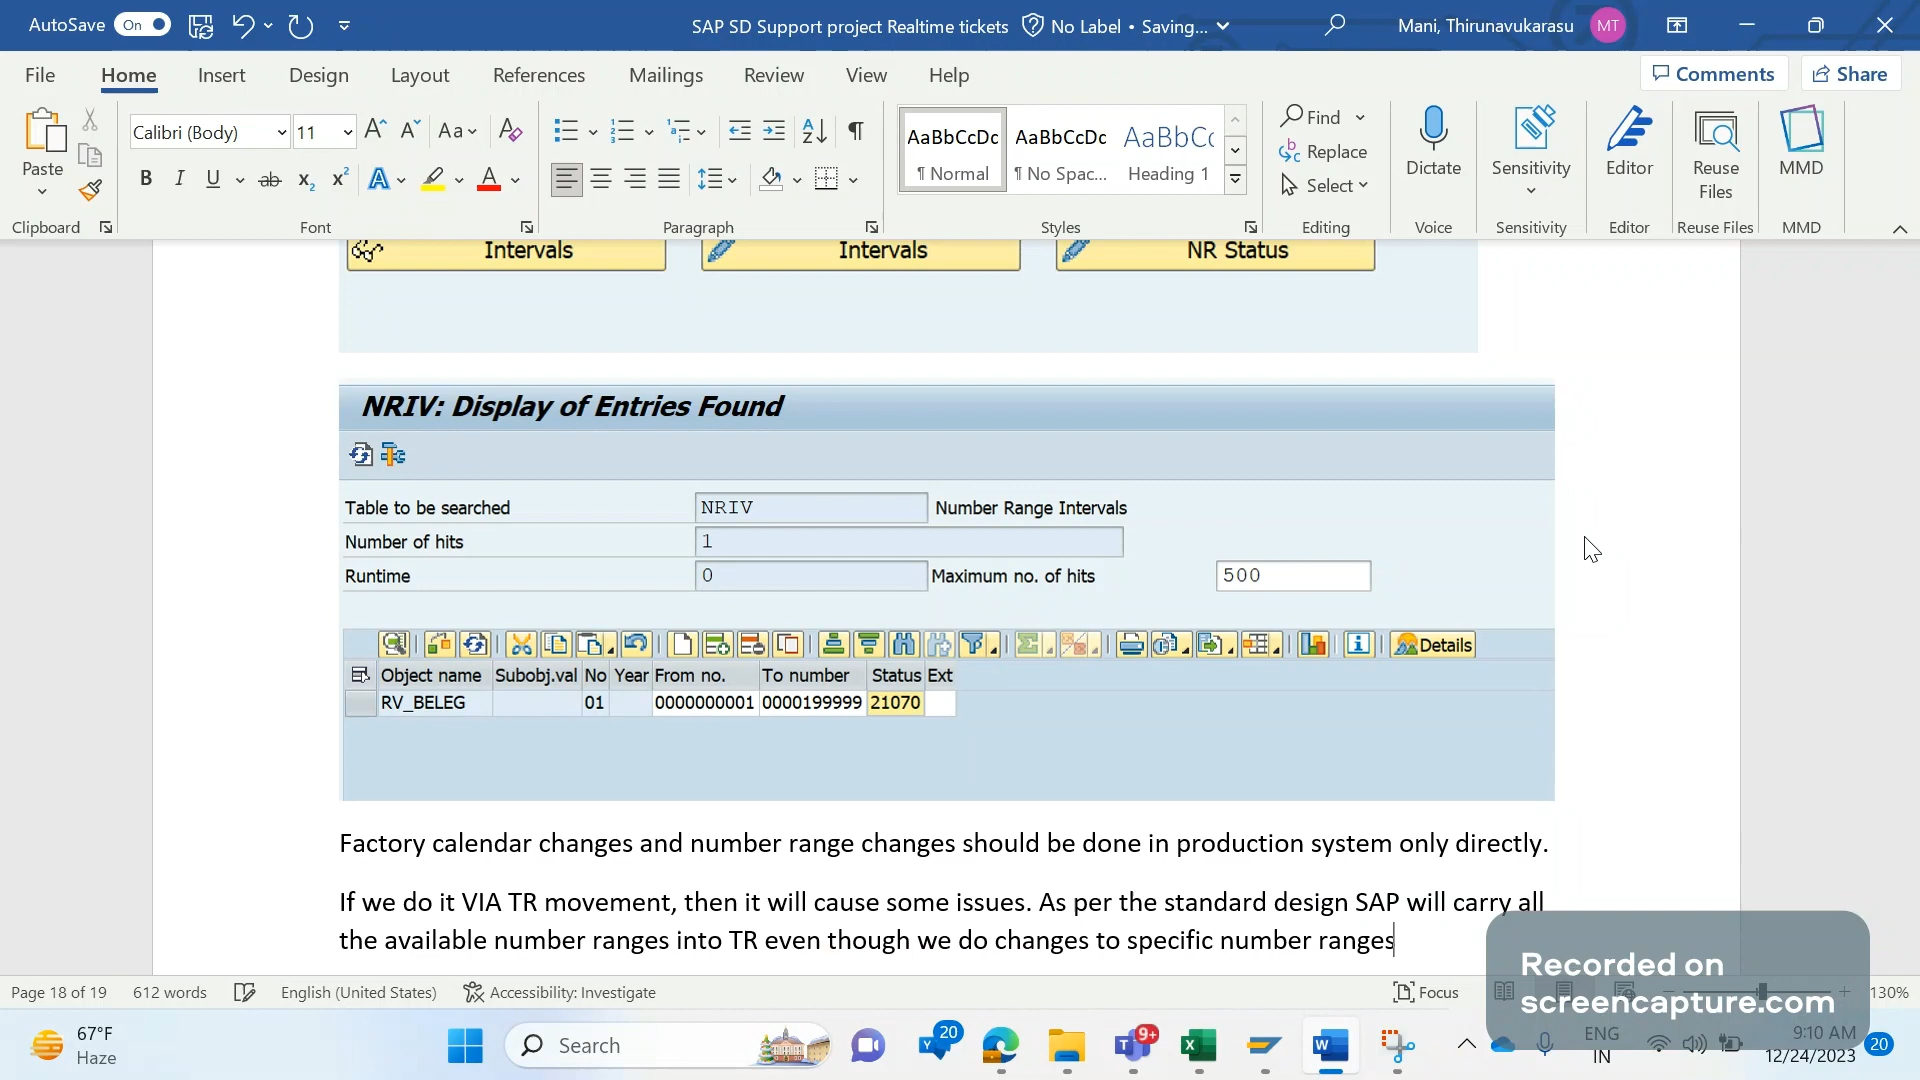 AutoSave On SAP SD Support project Realtime tickets No Label • Saving... Mani, Thirunavukarasu MT
File Home Insert Design Layout References Mailings Review View Help Comments Share
Calibri (Body) 11 Aa AaBbCcDc AaBbCcDc AaBbCc Find
Paste ¶ Normal ¶ No Spac... Heading 1 Replace Dictate Sensitivity Editor Reuse Files MMD
B I U ab x₂ x² A A Select
Clipboard Font Paragraph Styles Editing Voice Sensitivity Editor Reuse Files MMD
Intervals Intervals NR Status
NRIV: Display of Entries Found
Table to be searched NRIV Number Range Intervals
Number of hits 1
Runtime 0 Maximum no. of hits 500
Details
Object name Subobj.val No Year From no. To number Status Ext
RV_BELEG 01 0000000001 0000199999 21070
Factory calendar changes and number range changes should be done in production system only directly.
If we do it VIA TR movement, then it will cause some issues. As per the standard design SAP will carry all
the available number ranges into TR even though we do changes to specific number ranges
Recorded on
screencapture.com
Page 18 of 19 612 words English (United States) Accessibility: Investigate Focus 130%
67°F Haze Search 20 9+ ENG IN 9:10 AM 12/24/2023 20